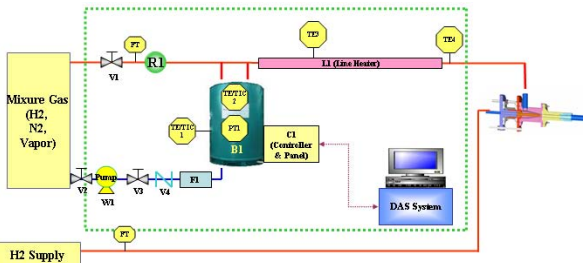 TE3
TE4
FT
R1
L1 (Line Heater)
V1
Mixure Gas
(H2,
N2,
Vapor)
TE/TIC
2
TE/TIC
1
PT1
B1
C1
(Controller
& Panel)
Pump
V2
W1
V3
V4
F1
DAS System
FT
H2 Supply